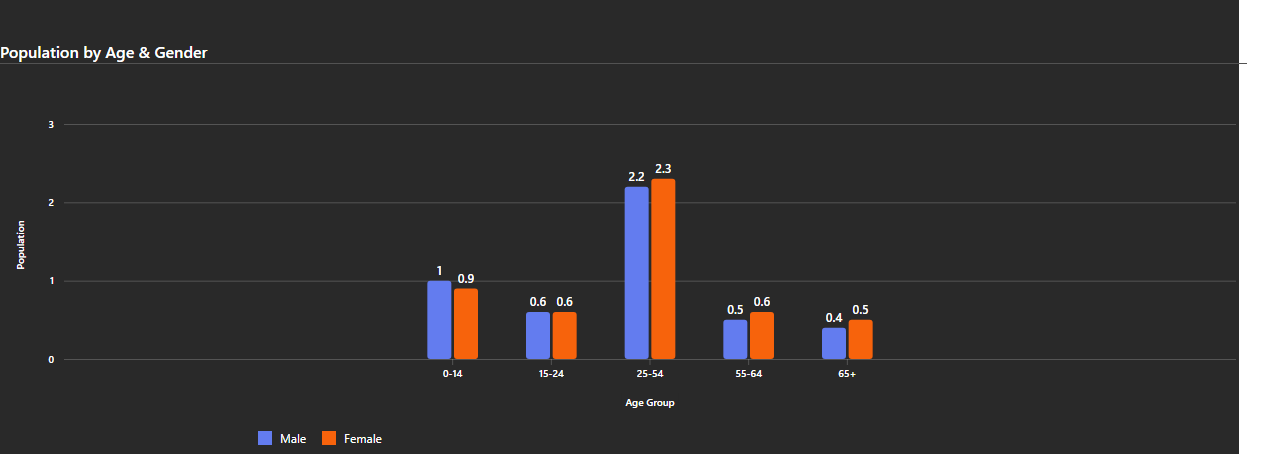 Population by Age & Gender
3
2
1
0
Population
1 0.9
0.6 0.6
2.2 2.3
0.5 0.6
0.4 0.5
0-14 15-24 25-54 55-64 65+
Age Group
Male Female